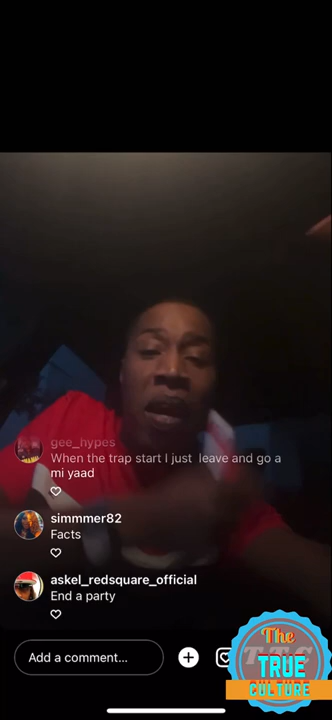 gee_hypes
When the trap start I just leave and go a
mi yaad
simmmer82
Facts
askel_redsquare_official
End a party
Add a comment...
The
T.T.C
TRUE
CULTURE